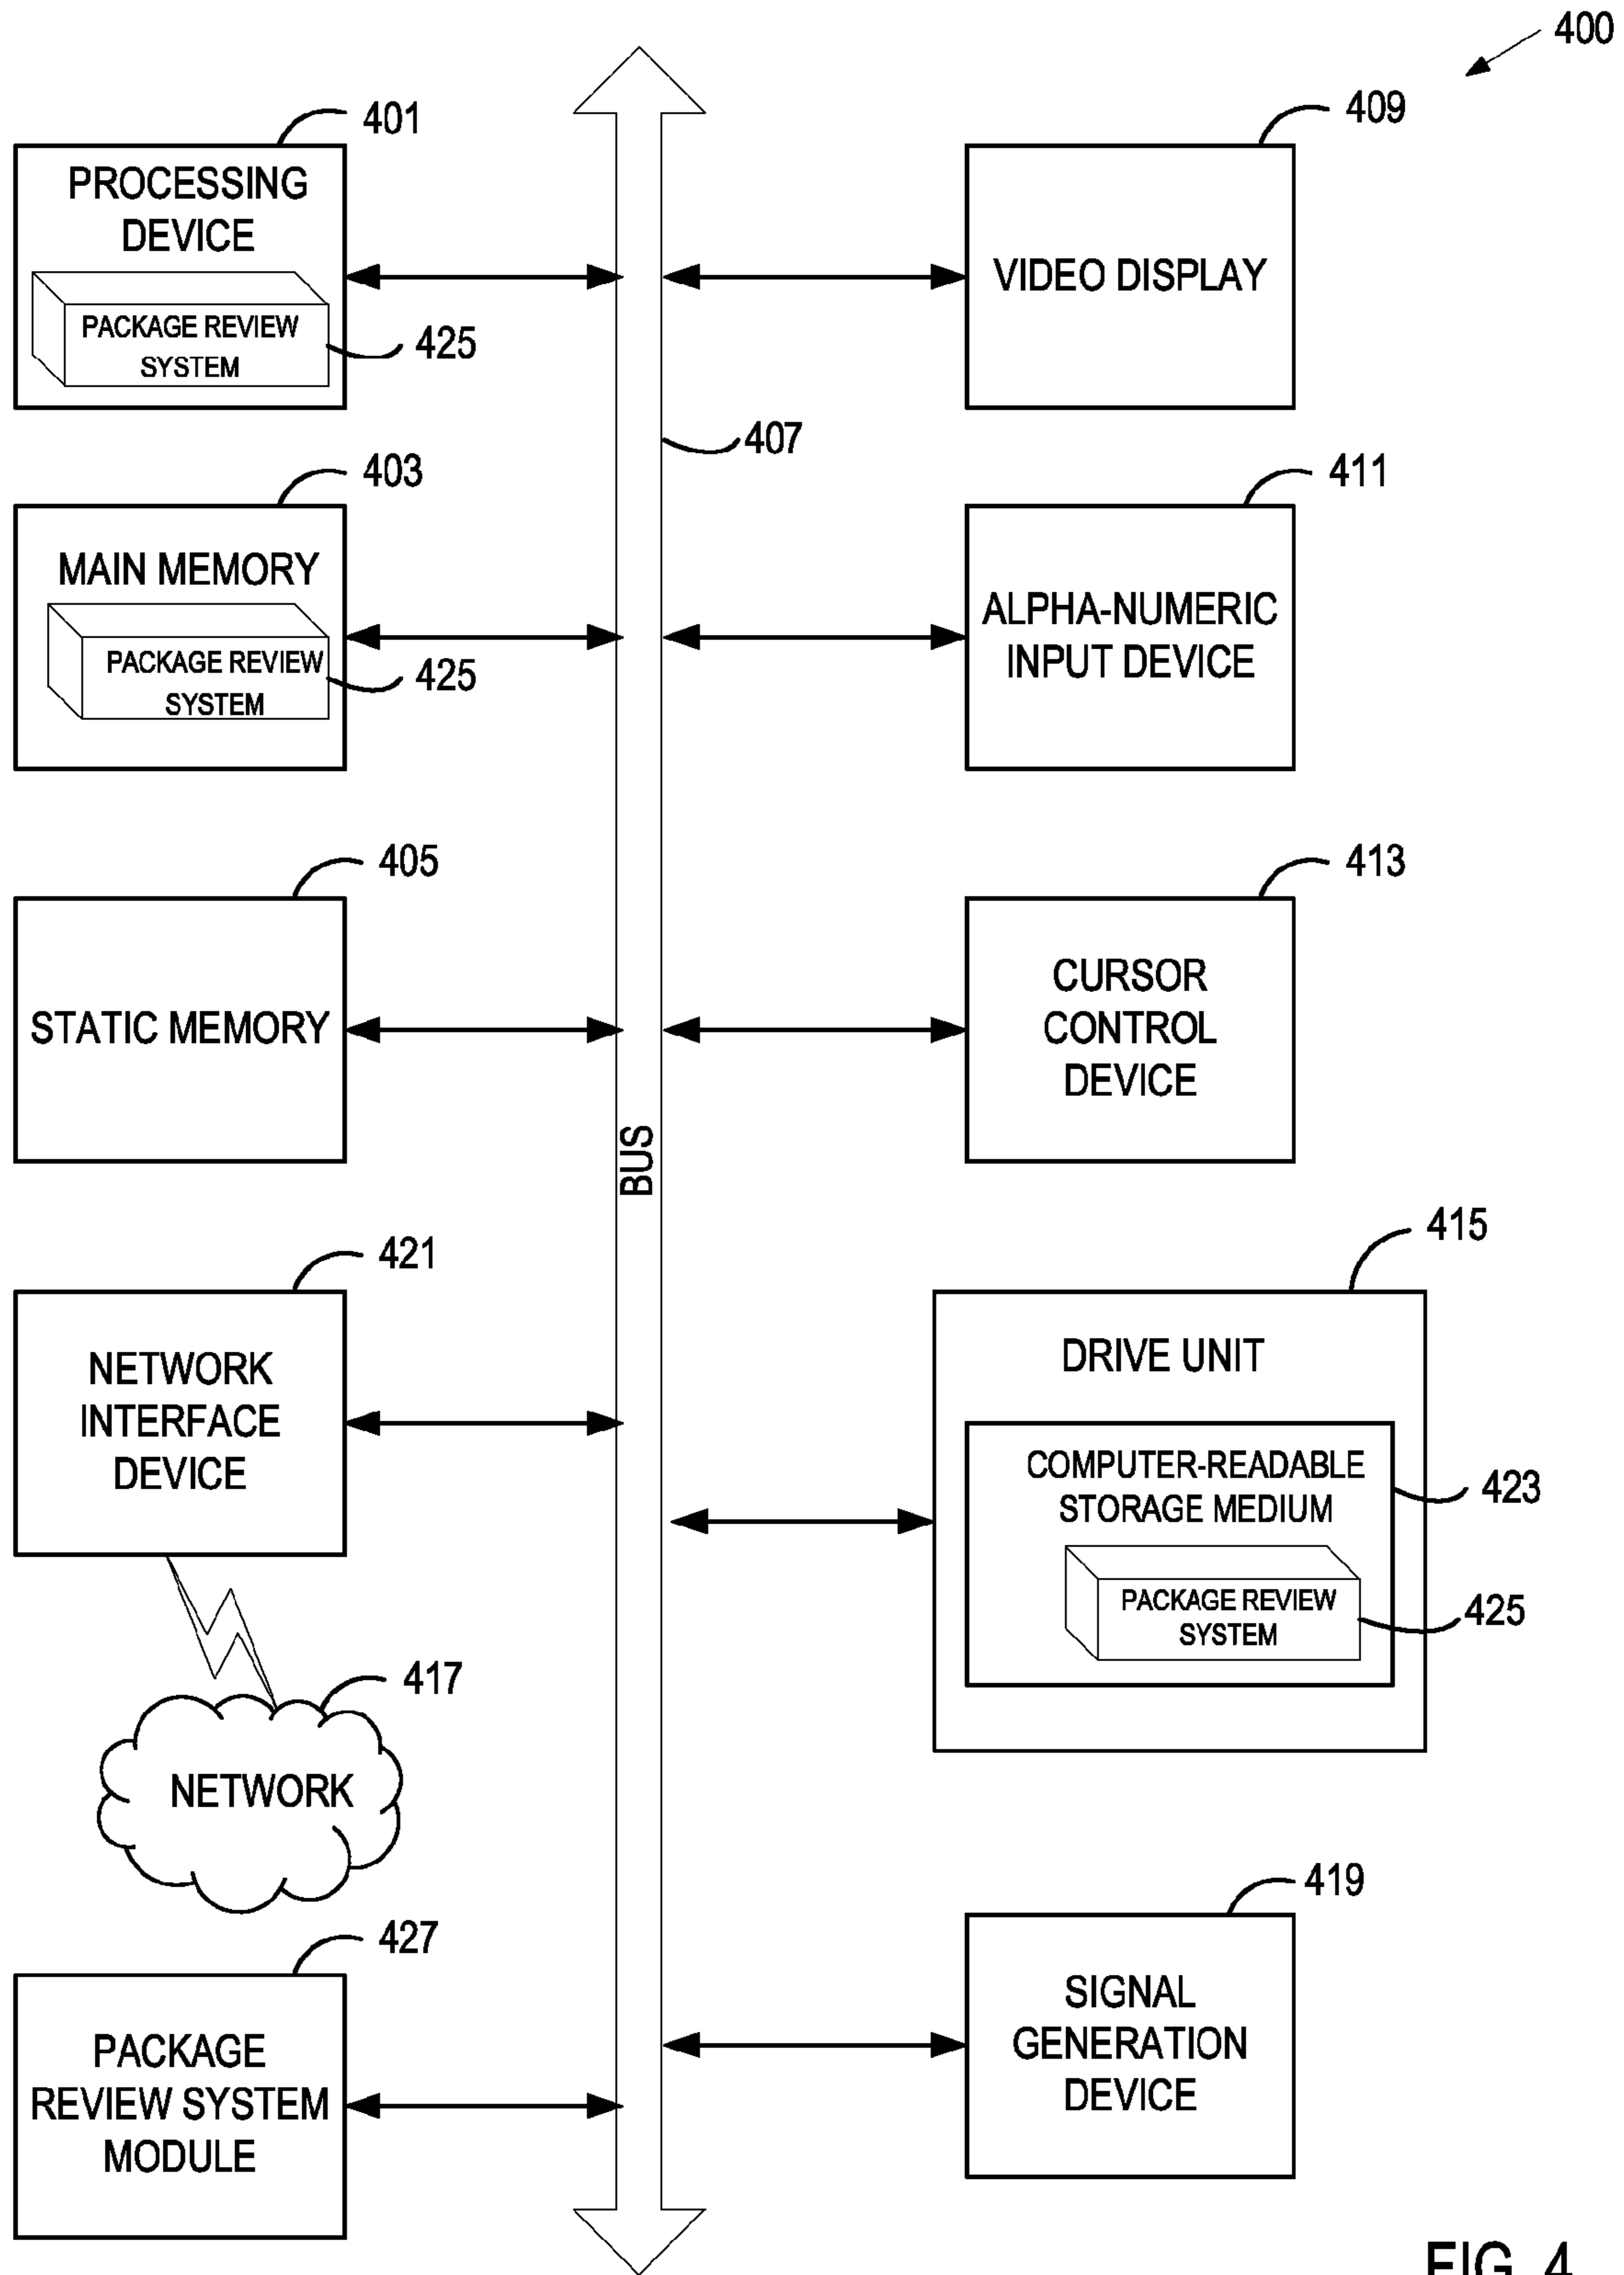 400
401
PROCESSING
DEVICE
PACKAGE REVIEW
SYSTEM
425
409
VIDEO DISPLAY
407
403
MAIN MEMORY
PACKAGE REVIEW
SYSTEM
425
411
ALPHA-NUMERIC
INPUT DEVICE
405
STATIC MEMORY
413
CURSOR
CONTROL
DEVICE
BUS
421
NETWORK
INTERFACE
DEVICE
415
DRIVE UNIT
COMPUTER-READABLE
STORAGE MEDIUM
423
PACKAGE REVIEW
SYSTEM
425
417
NETWORK
427
PACKAGE
REVIEW SYSTEM
MODULE
419
SIGNAL
GENERATION
DEVICE
FIG. 4